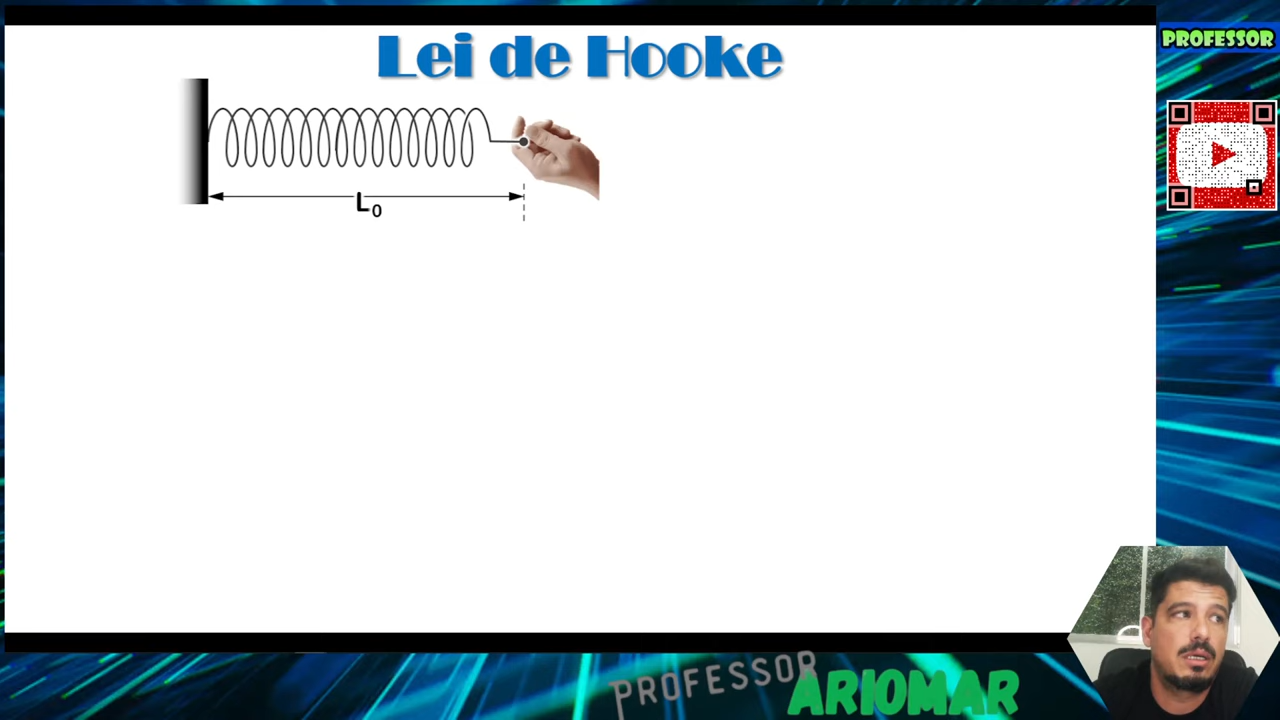 Lei de Hooke
PROFESSOR
L₀
PROFESSOR
ARIOMAR